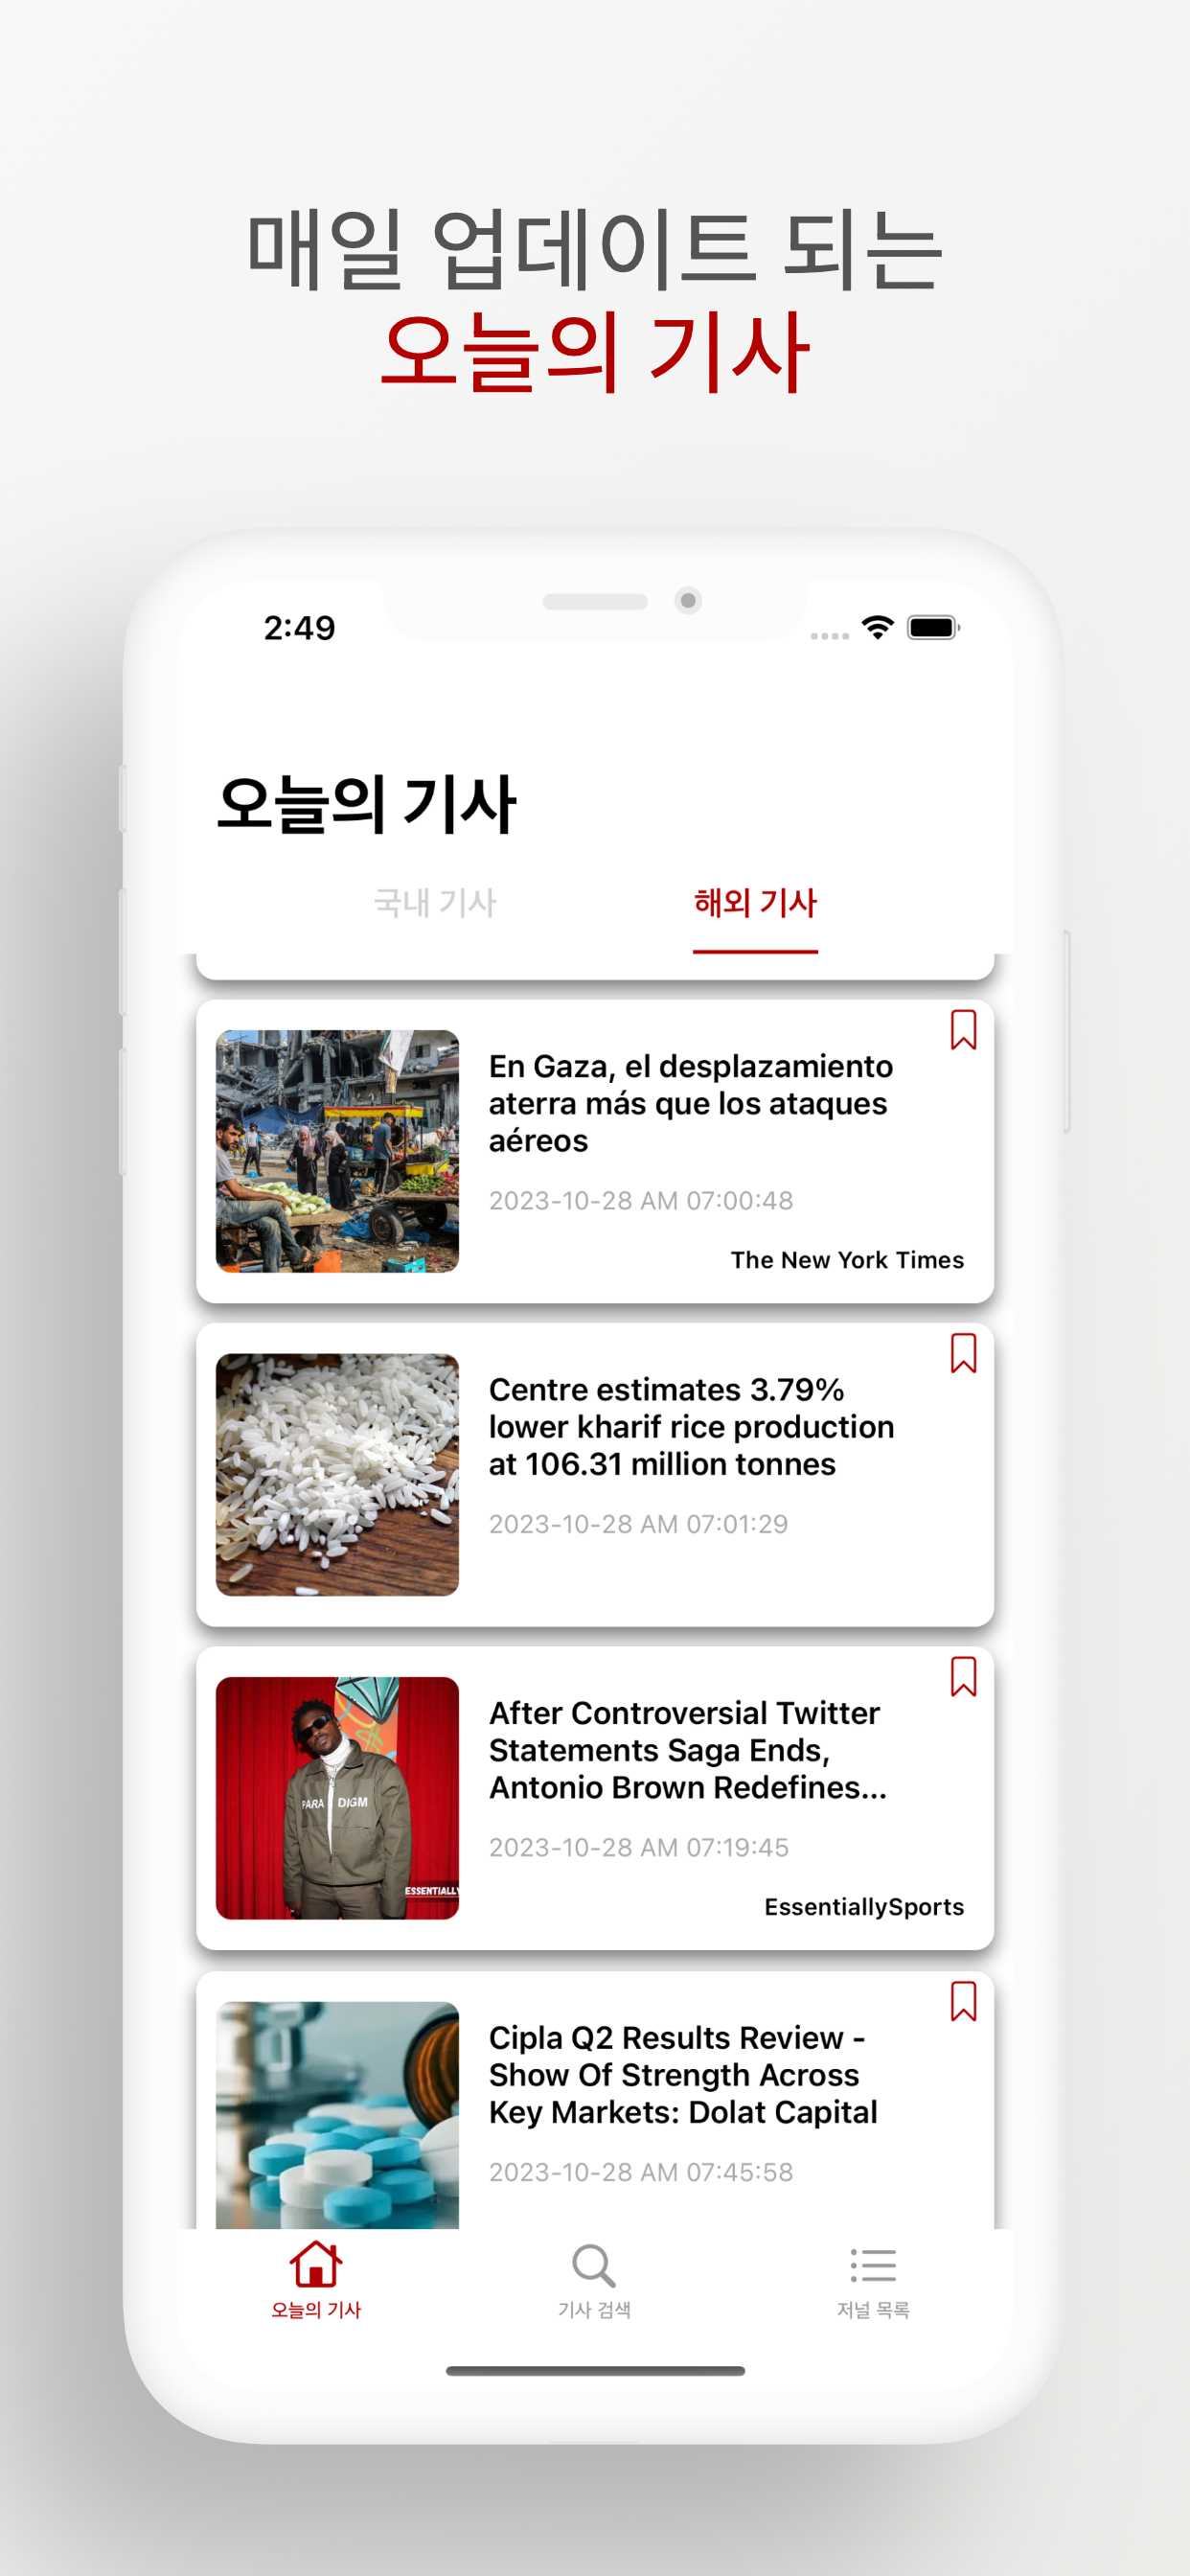 매일 업데이트 되는
오늘의 기사
2:49
오늘의 기사
국내 기사
해외 기사
En Gaza, el desplazamiento
aterra más que los ataques
aéreos
2023-10-28 AM 07:00:48
The New York Times
Centre estimates 3.79%
lower kharif rice production
at 106.31 million tonnes
2023-10-28 AM 07:01:29
PARA DIGM
ESSENTIALLY
After Controversial Twitter
Statements Saga Ends,
Antonio Brown Redefines...
2023-10-28 AM 07:19:45
EssentiallySports
Cipla Q2 Results Review -
Show Of Strength Across
Key Markets: Dolat Capital
2023-10-28 AM 07:45:58
오늘의 기사
기사 검색
저널 목록